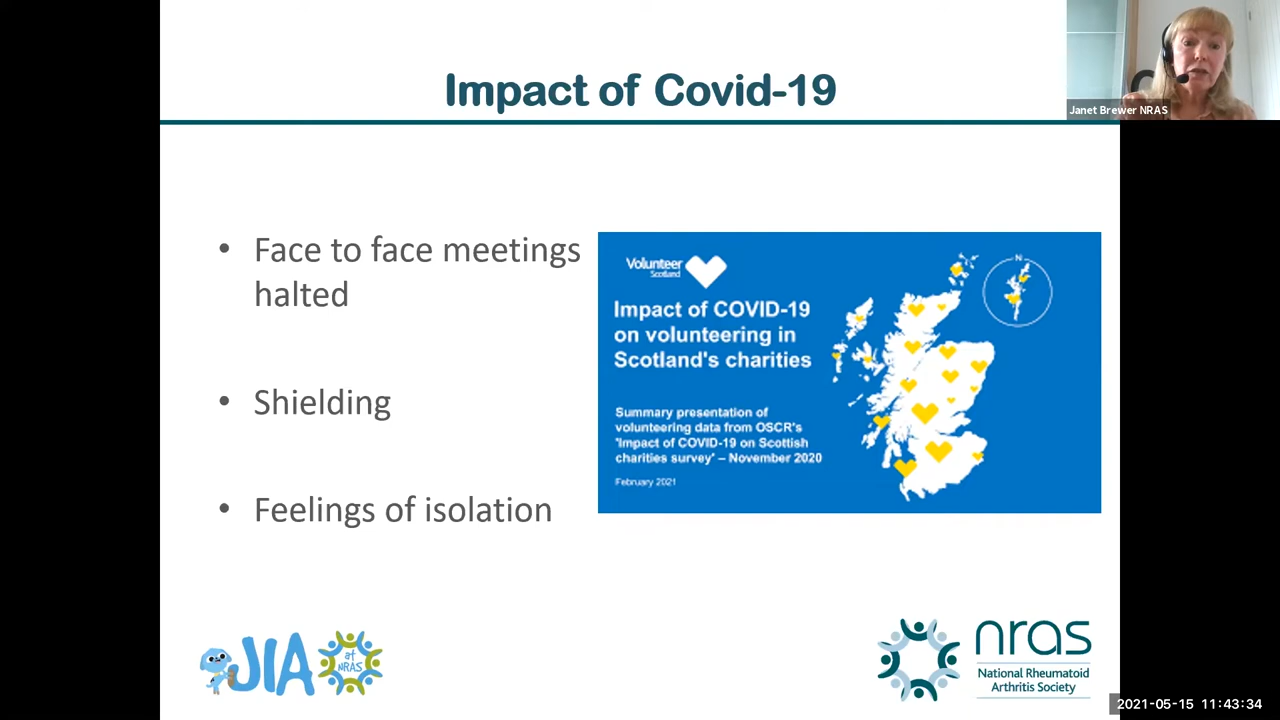 Impact of Covid-19
Janet Brewer NRAS
• Face to face meetings
halted
• Shielding
• Feelings of isolation
Volunteer
Scotland
Impact of COVID-19
on volunteering in
Scotland's charities
Summary presentation of
volunteering data from OSCR's
'Impact of COVID-19 on Scottish
charities survey' – November 2020
February 2021
N
JIA
at
NRAS
nras
National Rheumatoid
Arthritis Society
2021-05-15 11:43:34